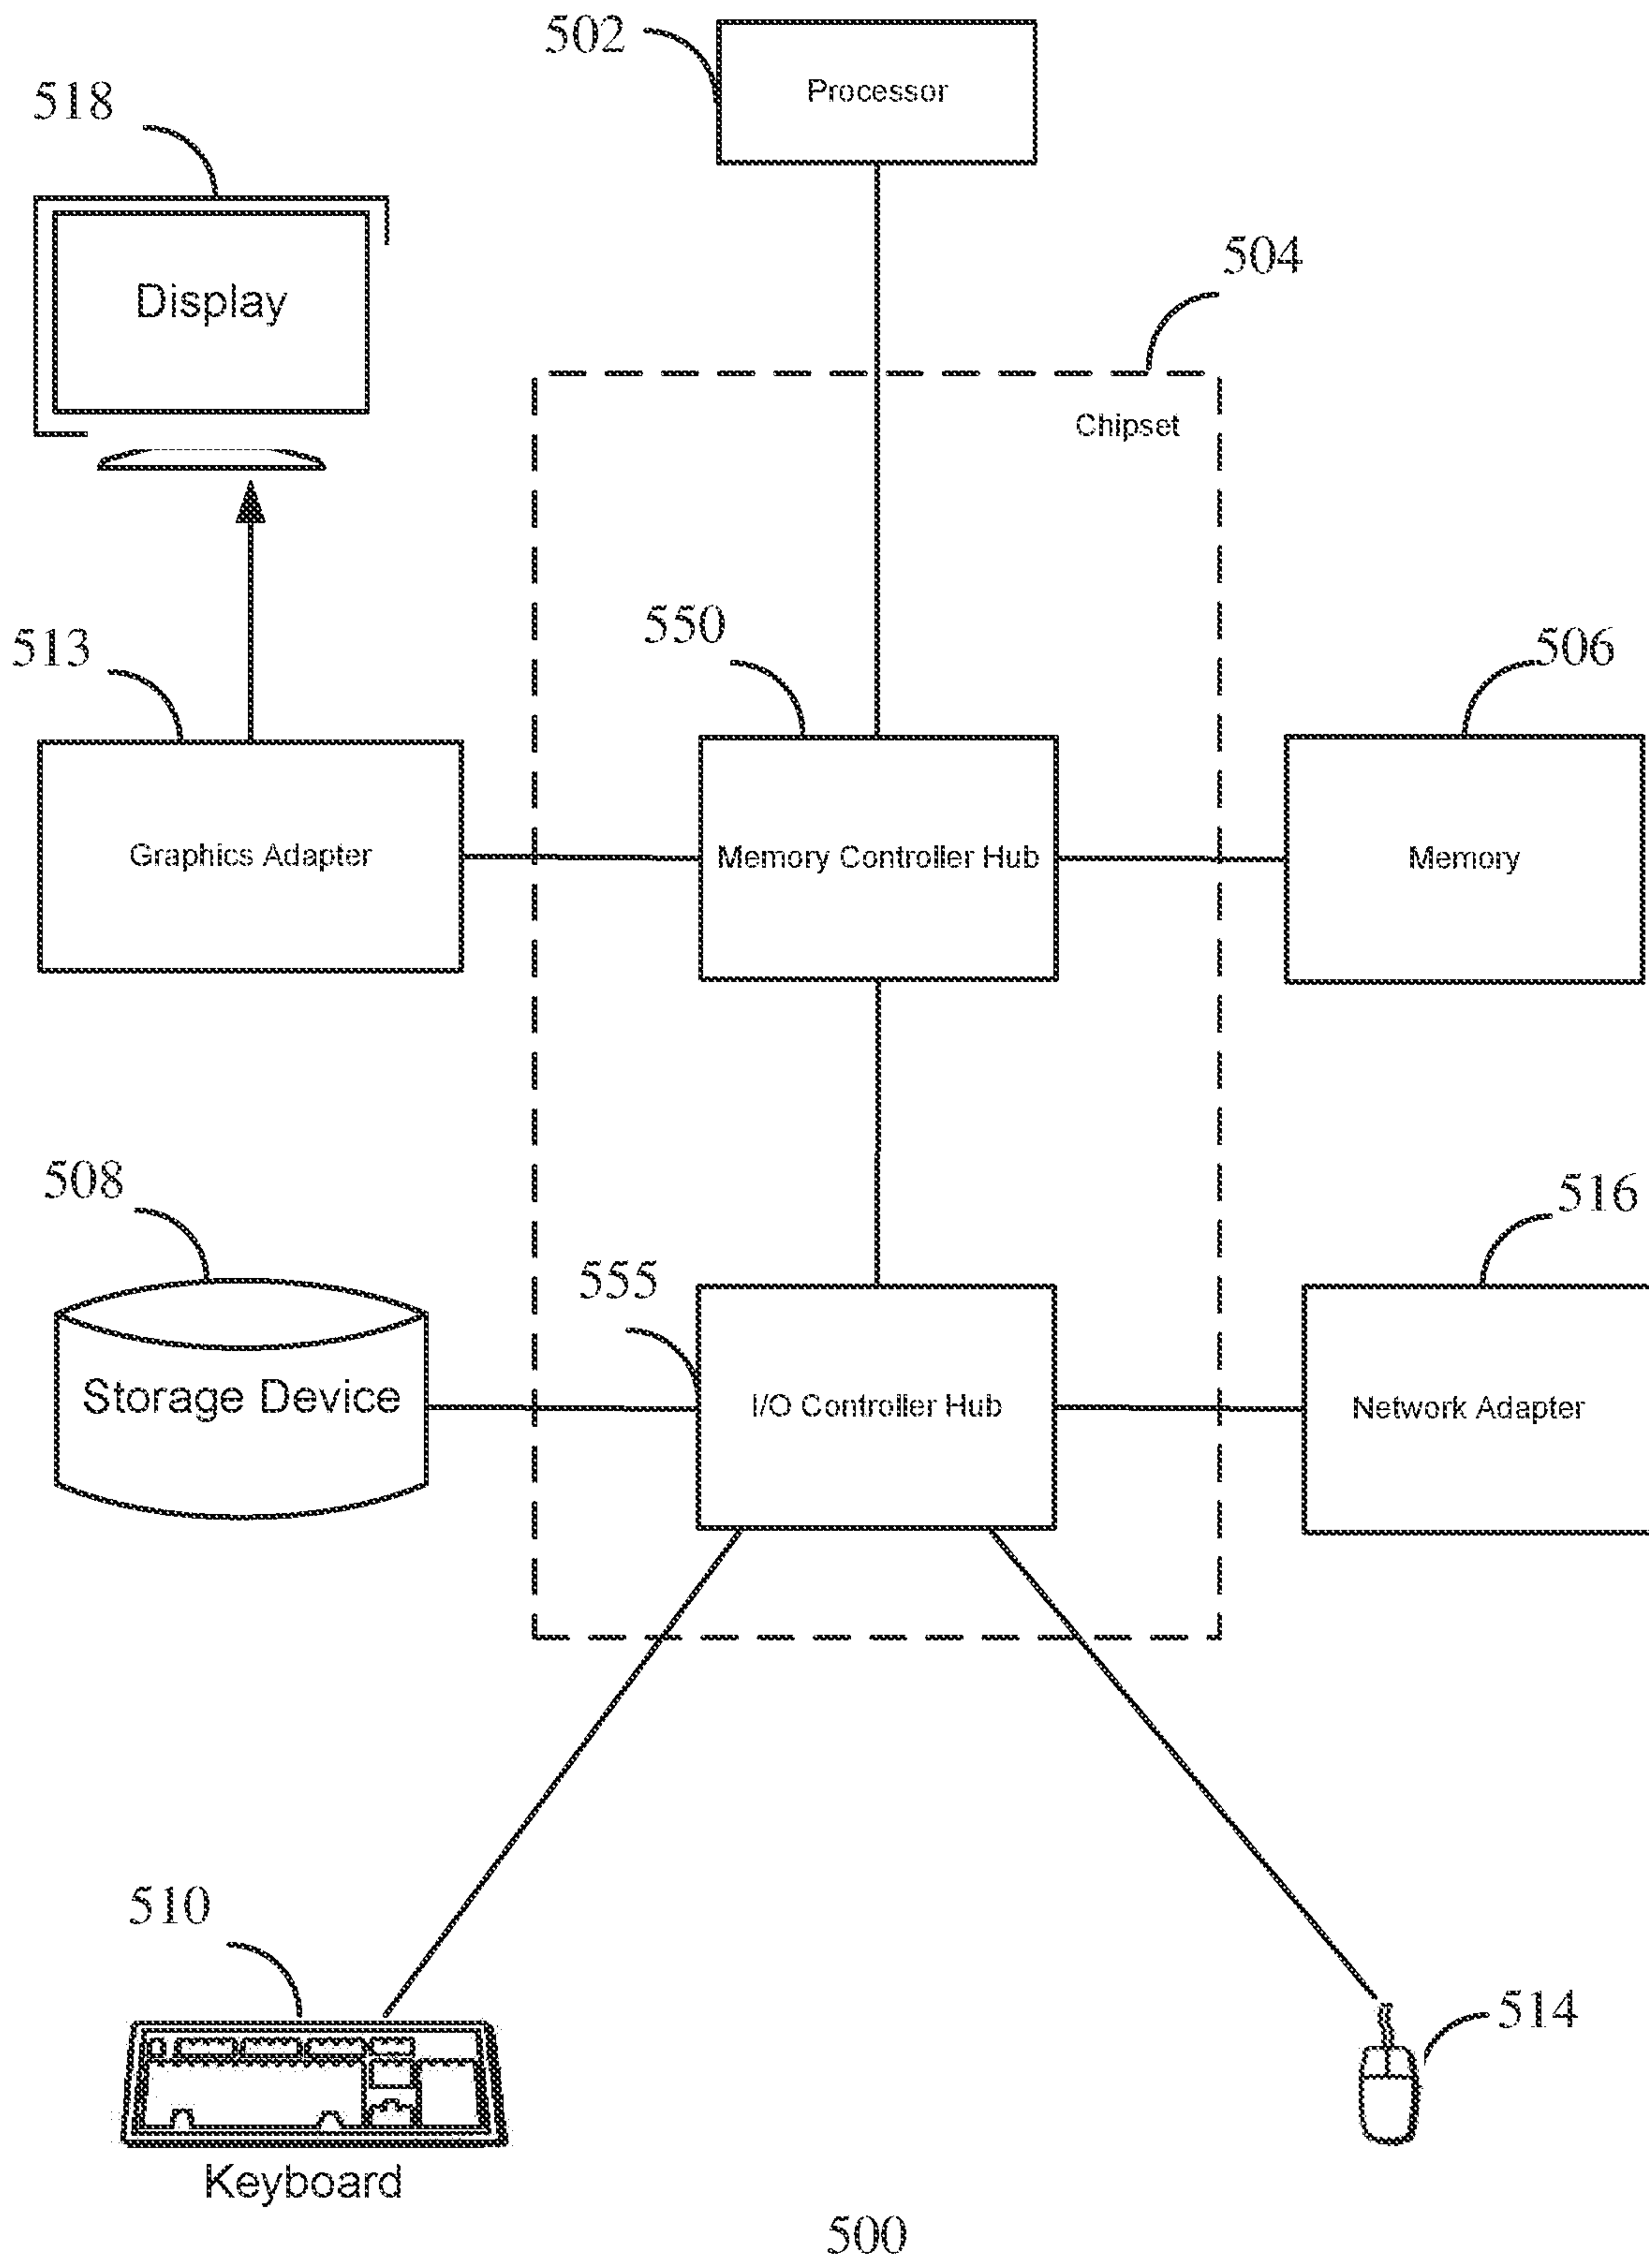 502
Processor
518
Display
504
Chipset
513
550
506
Graphics Adapter
Memory Controller Hub
Memory
508
516
555
Storage Device
I/O Controller Hub
Network Adapter
510
514
Keyboard
500